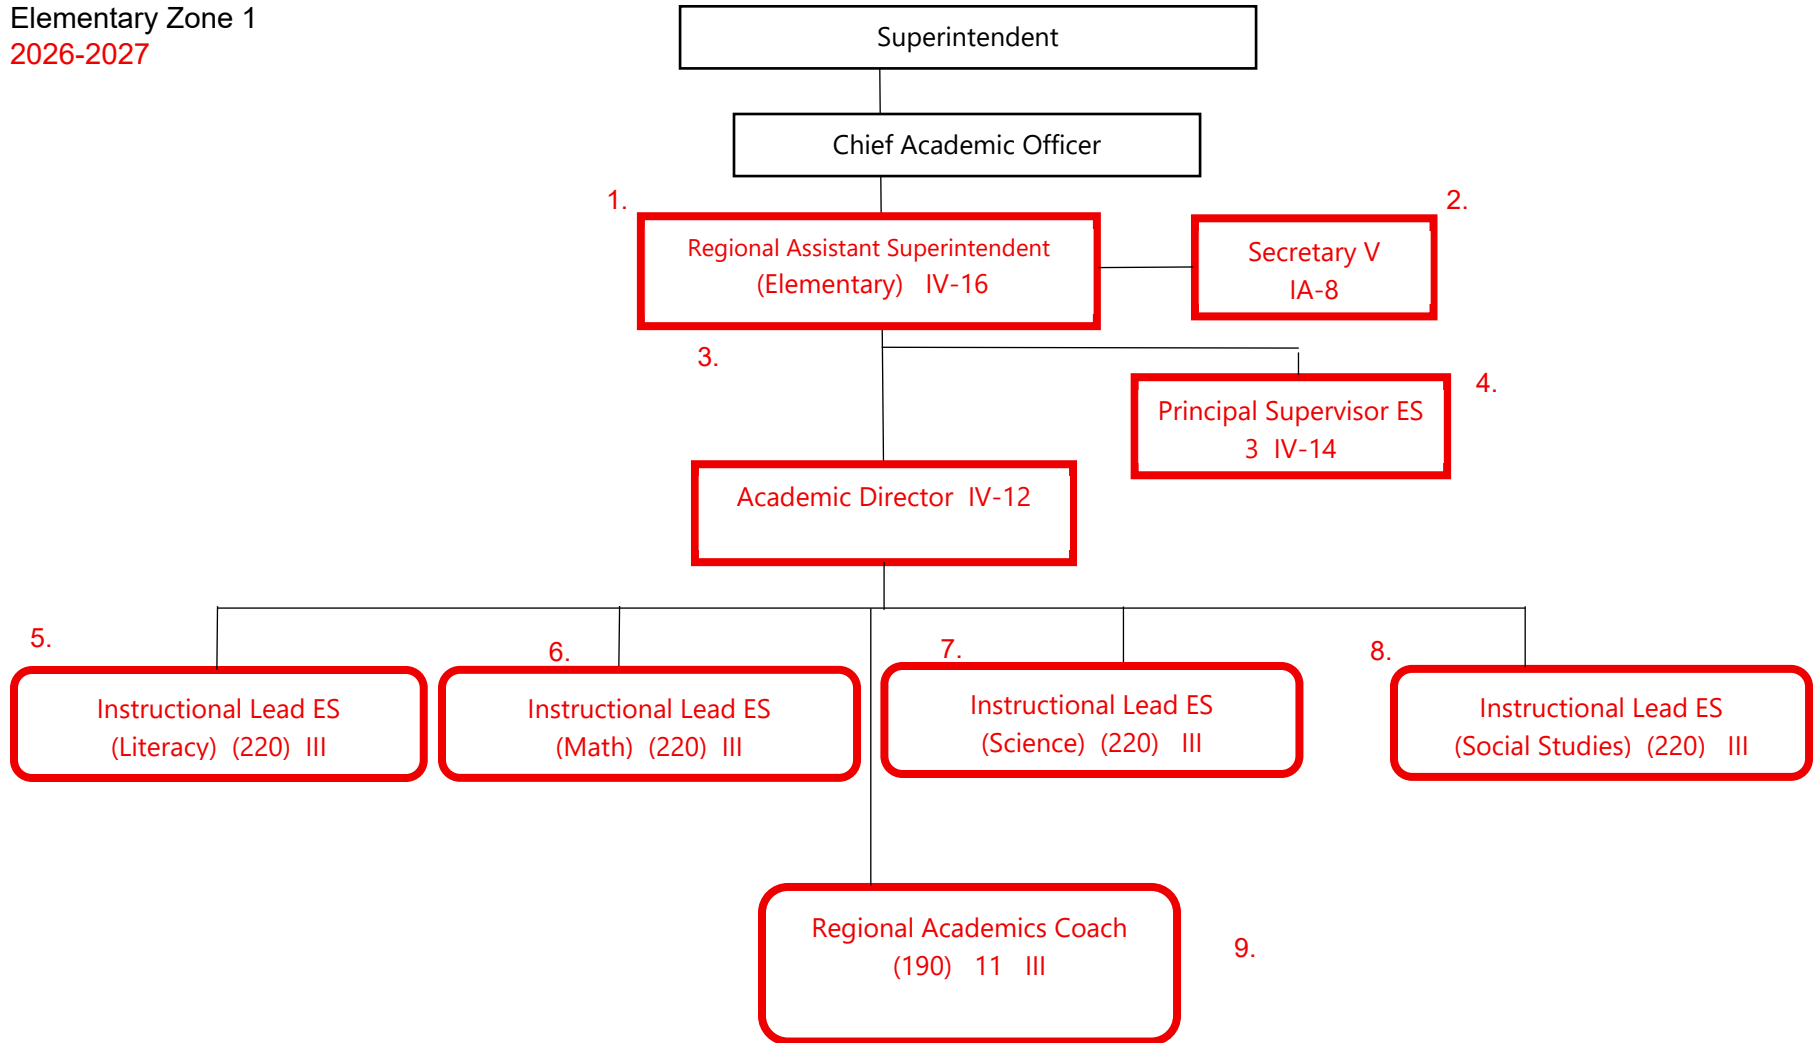 Elementary Zone 1
2026-2027
Superintendent
Chief Academic Officer
1.
Regional Assistant Superintendent
(Elementary) IV-16
2.
Secretary V
IA-8
3.
4.
Principal Supervisor ES
3 IV-14
Academic Director IV-12
5.
Instructional Lead ES
(Literacy) (220) III
6.
Instructional Lead ES
(Math) (220) III
7.
Instructional Lead ES
(Science) (220) III
8.
Instructional Lead ES
(Social Studies) (220) III
Regional Academics Coach
(190) 11 III
9.